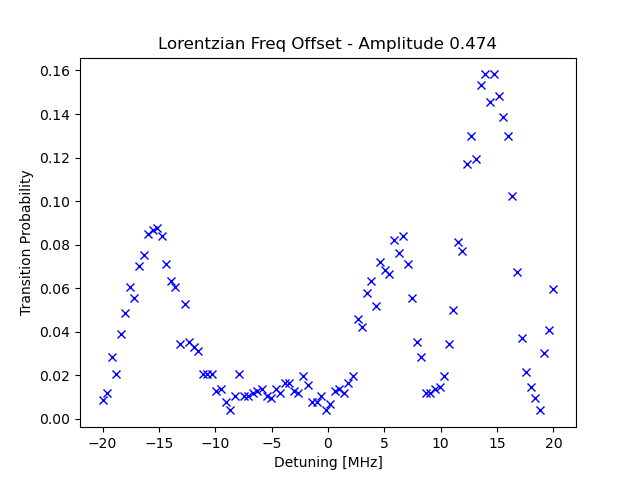 Lorentzian Freq Offset - Amplitude 0.474
0.16
0.14
0.12
0.10
0.08
0.06
0.04
0.02
0.00
Transition Probability
−20 −15 −10 −5 0 5 10 15 20
Detuning [MHz]